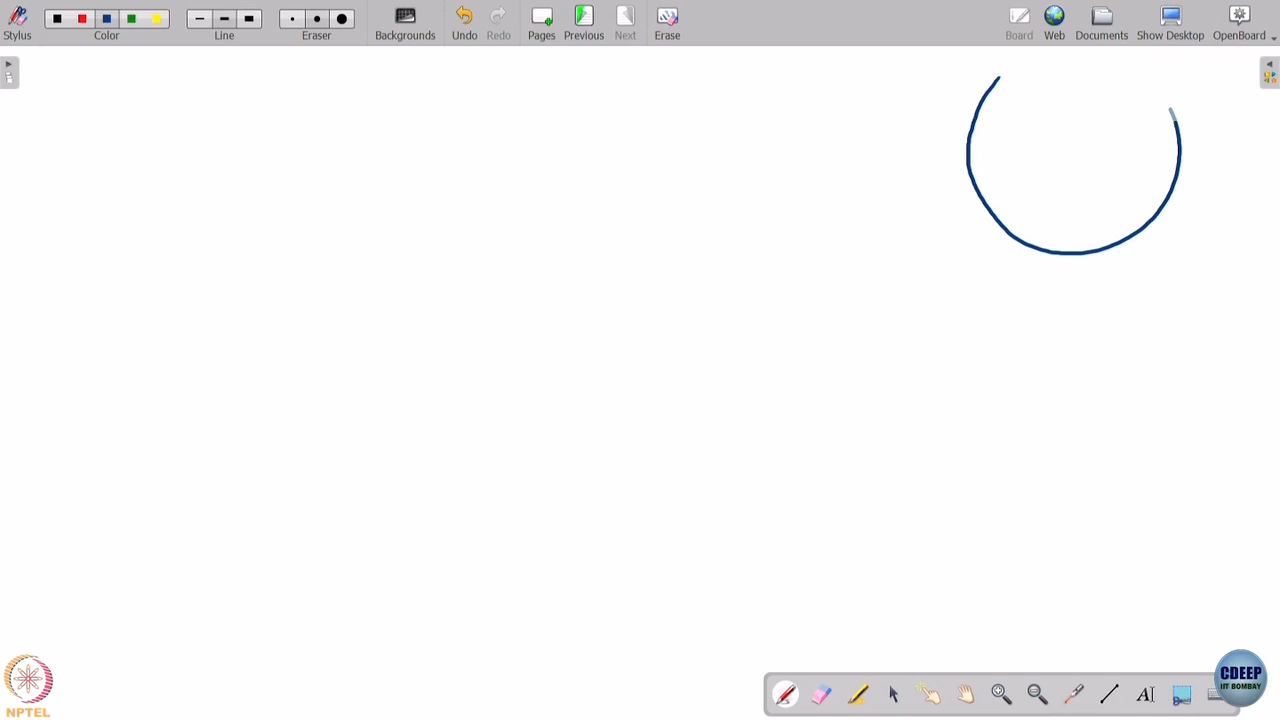 Stylus Color Line Eraser Backgrounds Undo Redo Pages Previous Next Erase Board Web Documents Show Desktop OpenBoard
AI
NPTEL
CDEEP
IIT BOMBAY